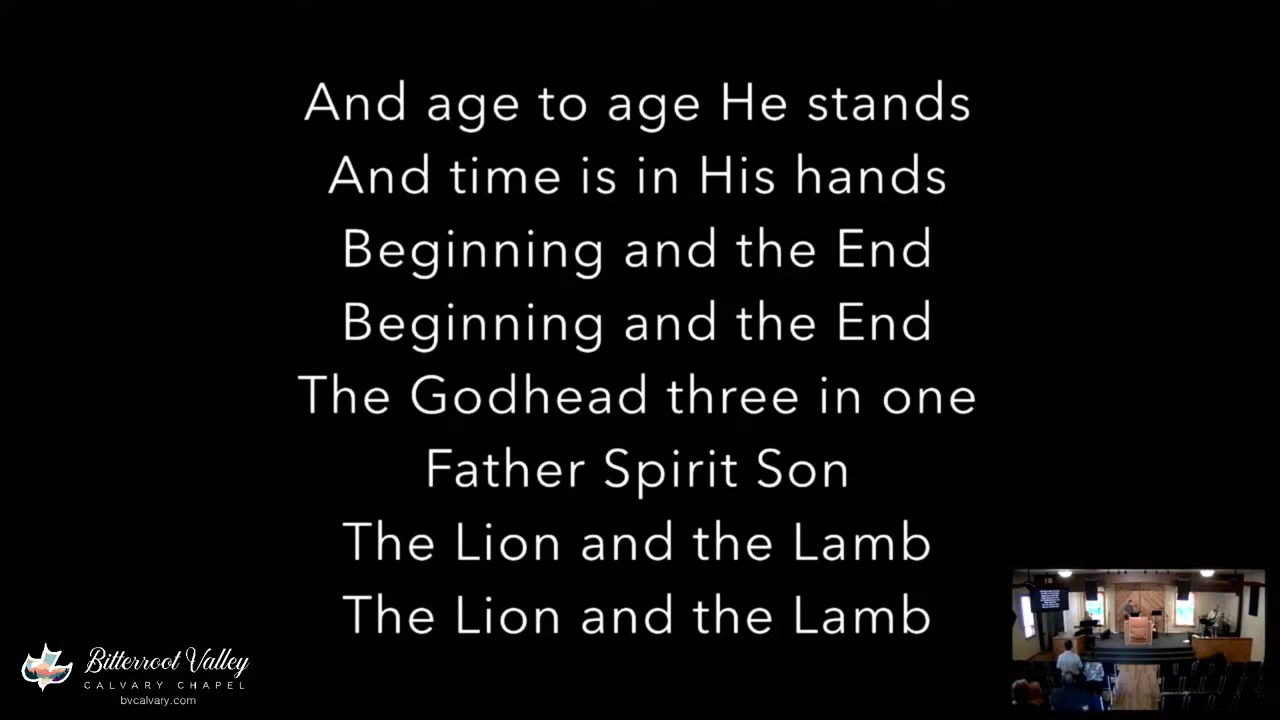 And age to age He stands
And time is in His hands
Beginning and the End
Beginning and the End
The Godhead three in one
Father Spirit Son
The Lion and the Lamb
The Lion and the Lamb
Bitterroot Valley
CALVARY CHAPEL
bvcalvary.com